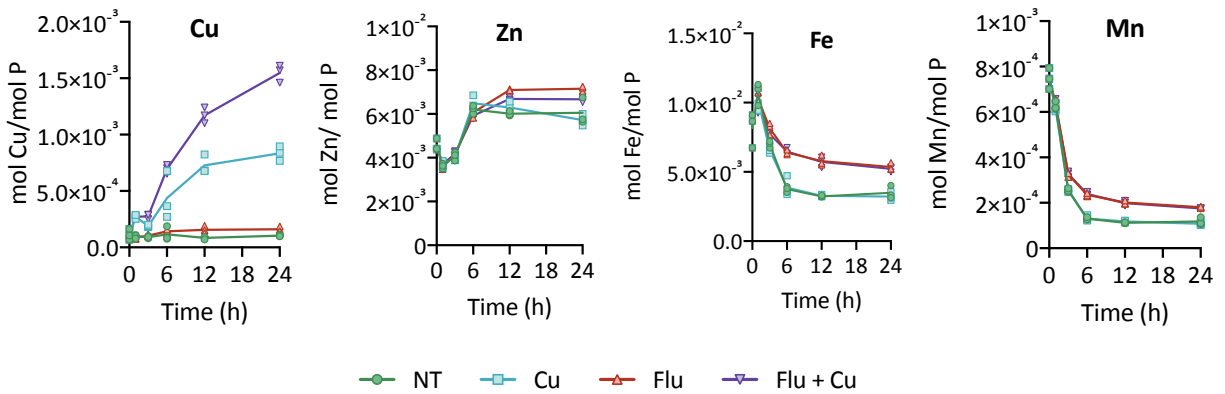 Cu
mol Cu/mol P
2.0×10⁻³
1.5×10⁻³
1.0×10⁻³
5.0×10⁻⁴
0.0
0 6 12 18 24
Time (h)
Zn
mol Zn/ mol P
1×10⁻²
8×10⁻³
6×10⁻³
4×10⁻³
2×10⁻³
0
0 6 12 18 24
Time (h)
Fe
mol Fe/mol P
1.5×10⁻²
1.0×10⁻²
5.0×10⁻³
0.0
0 6 12 18 24
Time (h)
Mn
mol Mn/mol P
1×10⁻³
8×10⁻⁴
6×10⁻⁴
4×10⁻⁴
2×10⁻⁴
0
0 6 12 18 24
Time (h)
NT Cu Flu Flu + Cu